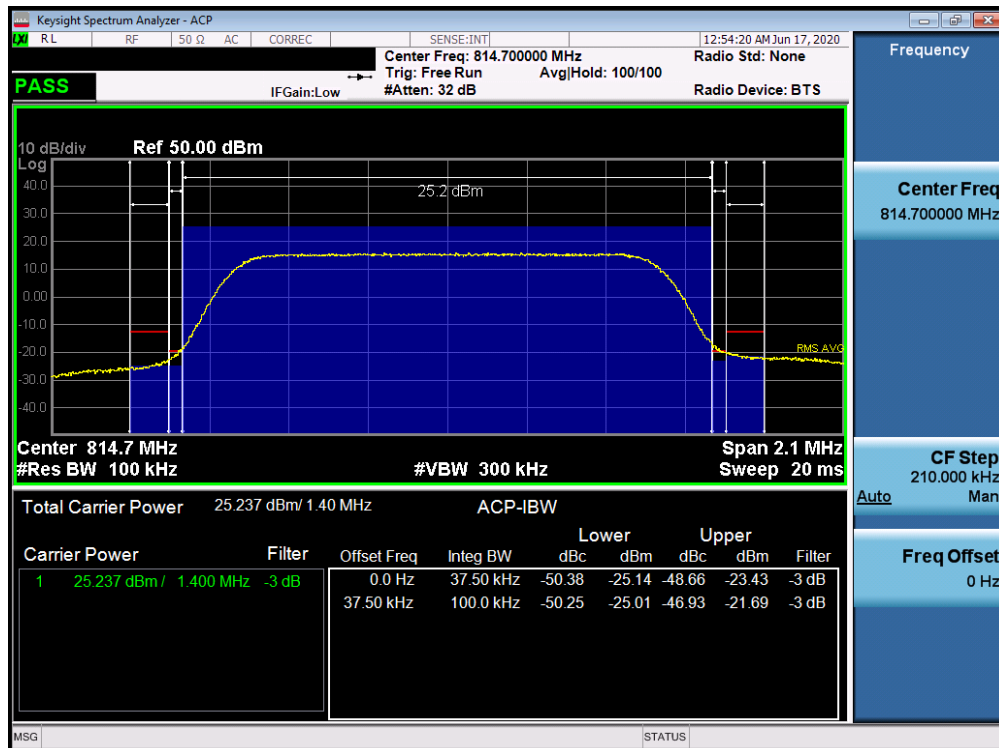 Keysight Spectrum Analyzer - ACP
LXI RL RF 50 Ω AC CORREC SENSE:INT 12:54:20 AM Jun 17, 2020
Center Freq: 814.700000 MHz Radio Std: None
Trig: Free Run Avg|Hold: 100/100
PASS IFGain:Low #Atten: 32 dB Radio Device: BTS
10 dB/div Ref 50.00 dBm
Log
40.0
30.0
20.0
10.0
0.00
-10.0
-20.0
-30.0
-40.0
25.2 dBm
RMS AVG
Center 814.7 MHz Span 2.1 MHz
#Res BW 100 kHz #VBW 300 kHz Sweep 20 ms
Total Carrier Power 25.237 dBm/ 1.40 MHz ACP-IBW
Lower Upper
Carrier Power Filter Offset Freq Integ BW dBc dBm dBc dBm Filter
1 25.237 dBm / 1.400 MHz -3 dB 0.0 Hz 37.50 kHz -50.38 -25.14 -48.66 -23.43 -3 dB
37.50 kHz 100.0 kHz -50.25 -25.01 -46.93 -21.69 -3 dB
MSG STATUS
Frequency
Center Freq
814.700000 MHz
CF Step
210.000 kHz
Auto Man
Freq Offset
0 Hz